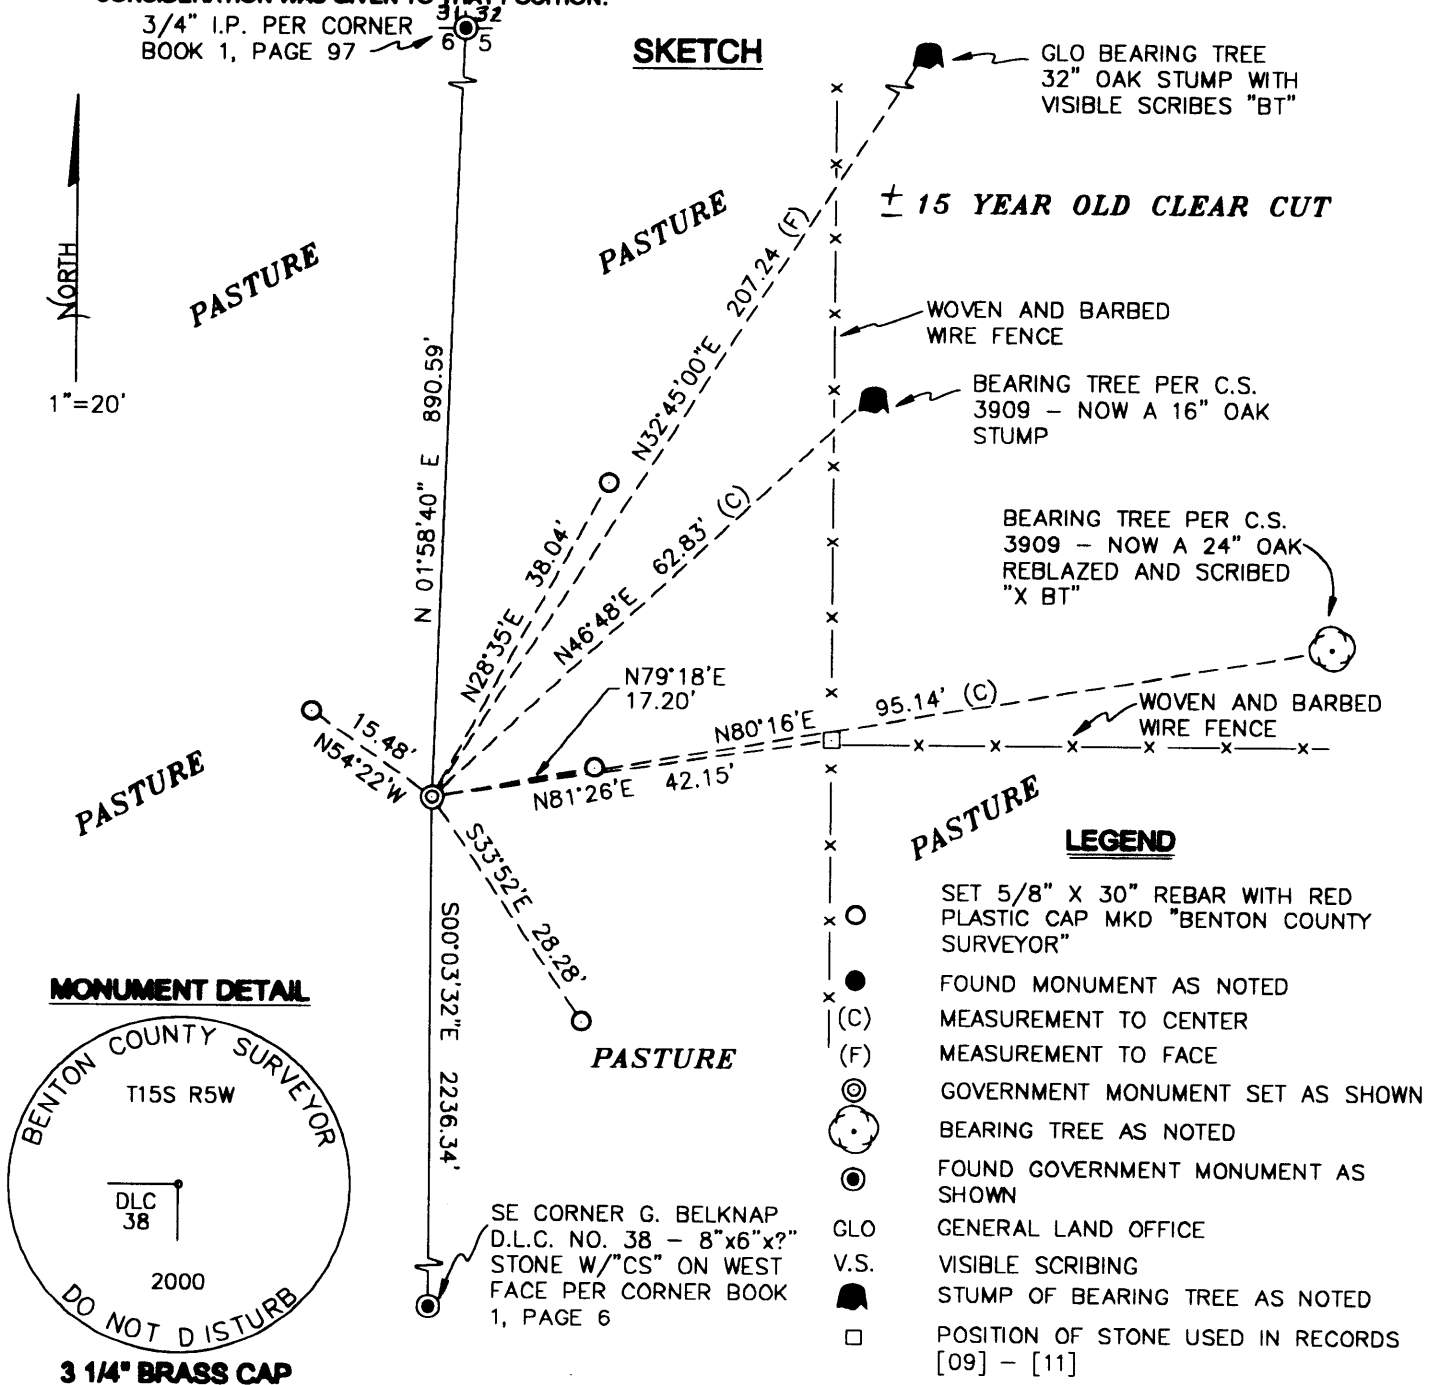 CONSIDERATION WAS GIVEN TO THAT POSITION.
3/4" I.P. PER CORNER
BOOK 1, PAGE 97
31 32
6 5
SKETCH
GLO BEARING TREE
32" OAK STUMP WITH
VISIBLE SCRIBES "BT"
NORTH
1"=20'
PASTURE
PASTURE
± 15 YEAR OLD CLEAR CUT
WOVEN AND BARBED
WIRE FENCE
BEARING TREE PER C.S.
3909 – NOW A 16" OAK
STUMP
BEARING TREE PER C.S.
3909 – NOW A 24" OAK
REBLAZED AND SCRIBED
"X BT"
N 01°58'40" E 890.59'
N32°45'00"E 207.24 (F)
N28°35'E 38.04'
N46°48'E 62.83' (C)
N79°18'E
17.20'
N80°16'E 95.14' (C)
N81°26'E 42.15'
WOVEN AND BARBED
WIRE FENCE
15.48'
N54°22'W
PASTURE
S33°52'E 28.28'
S00°03'32"E 2236.34'
PASTURE
PASTURE
LEGEND
SET 5/8" X 30" REBAR WITH RED
PLASTIC CAP MKD "BENTON COUNTY
SURVEYOR"
FOUND MONUMENT AS NOTED
(C) MEASUREMENT TO CENTER
(F) MEASUREMENT TO FACE
GOVERNMENT MONUMENT SET AS SHOWN
BEARING TREE AS NOTED
FOUND GOVERNMENT MONUMENT AS
SHOWN
GLO GENERAL LAND OFFICE
V.S. VISIBLE SCRIBING
STUMP OF BEARING TREE AS NOTED
POSITION OF STONE USED IN RECORDS
[09] – [11]
MONUMENT DETAIL
BENTON COUNTY SURVEYOR
T15S R5W
DLC
38
2000
DO NOT DISTURB
3 1/4" BRASS CAP
SE CORNER G. BELKNAP
D.L.C. NO. 38 – 8"x6"x?"
STONE W/"CS" ON WEST
FACE PER CORNER BOOK
1, PAGE 6